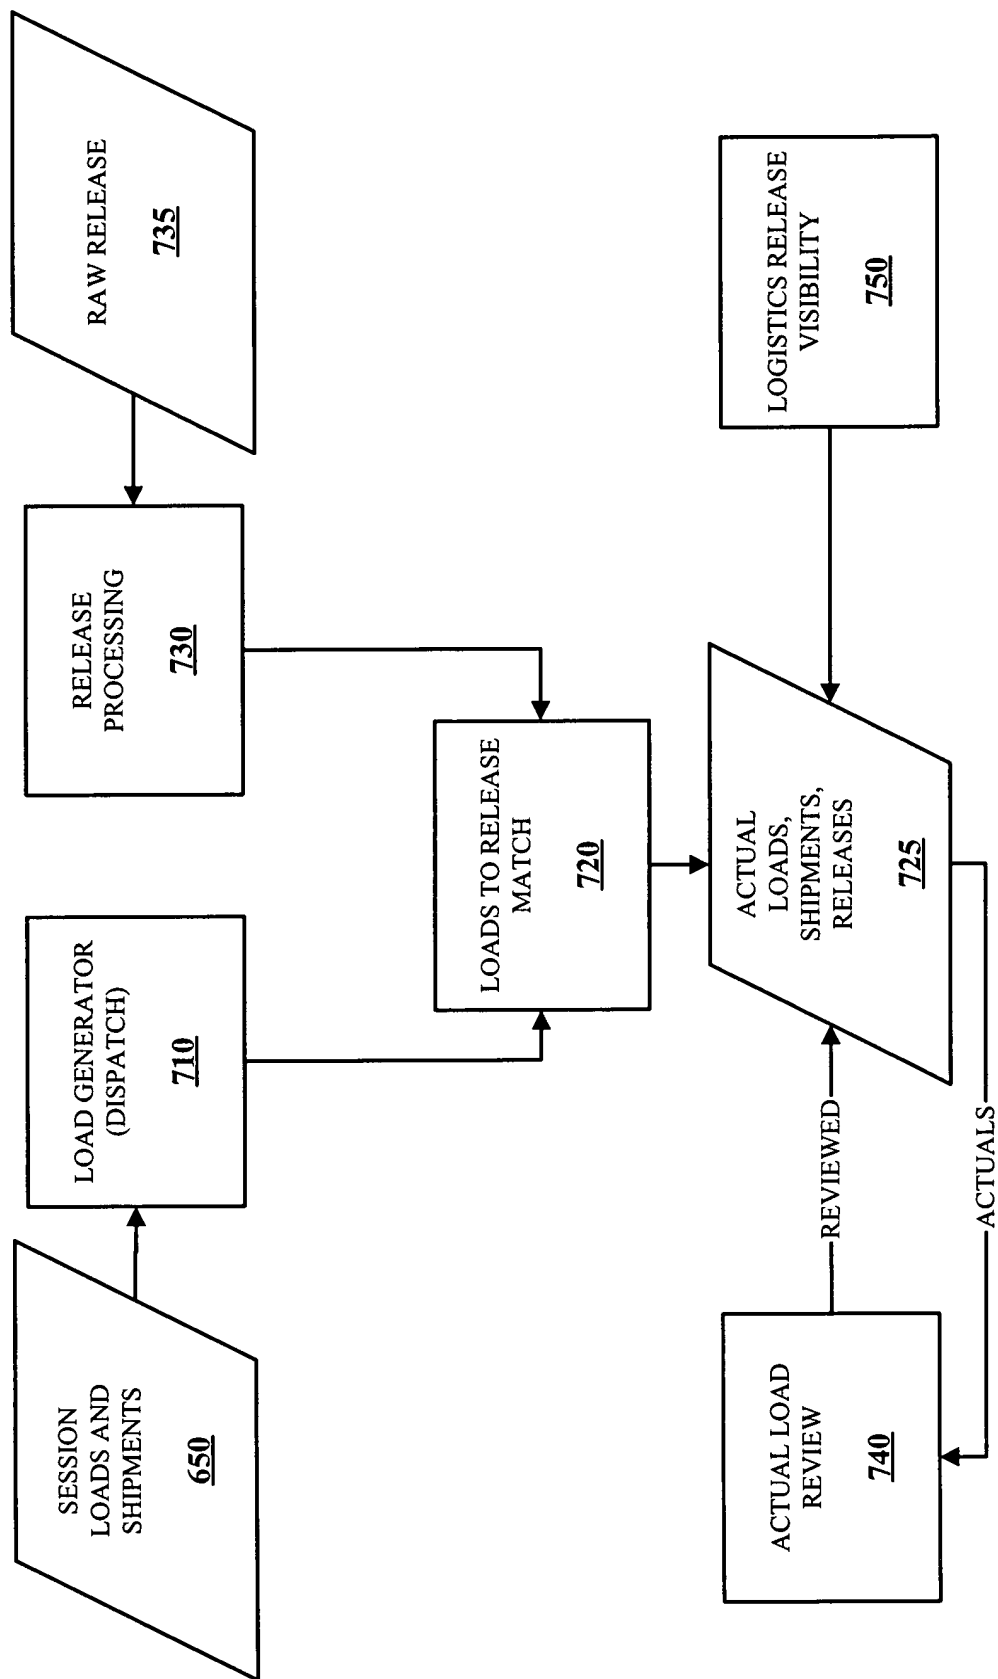 SESSION
LOADS AND
SHIPMENTS
650
LOAD GENERATOR
(DISPATCH)
710
RELEASE
PROCESSING
730
RAW RELEASE
735
LOADS TO RELEASE
MATCH
720
ACTUAL LOAD
REVIEW
740
REVIEWED
ACTUALS
ACTUAL
LOADS,
SHIPMENTS,
RELEASES
725
LOGISTICS RELEASE
VISIBILITY
750